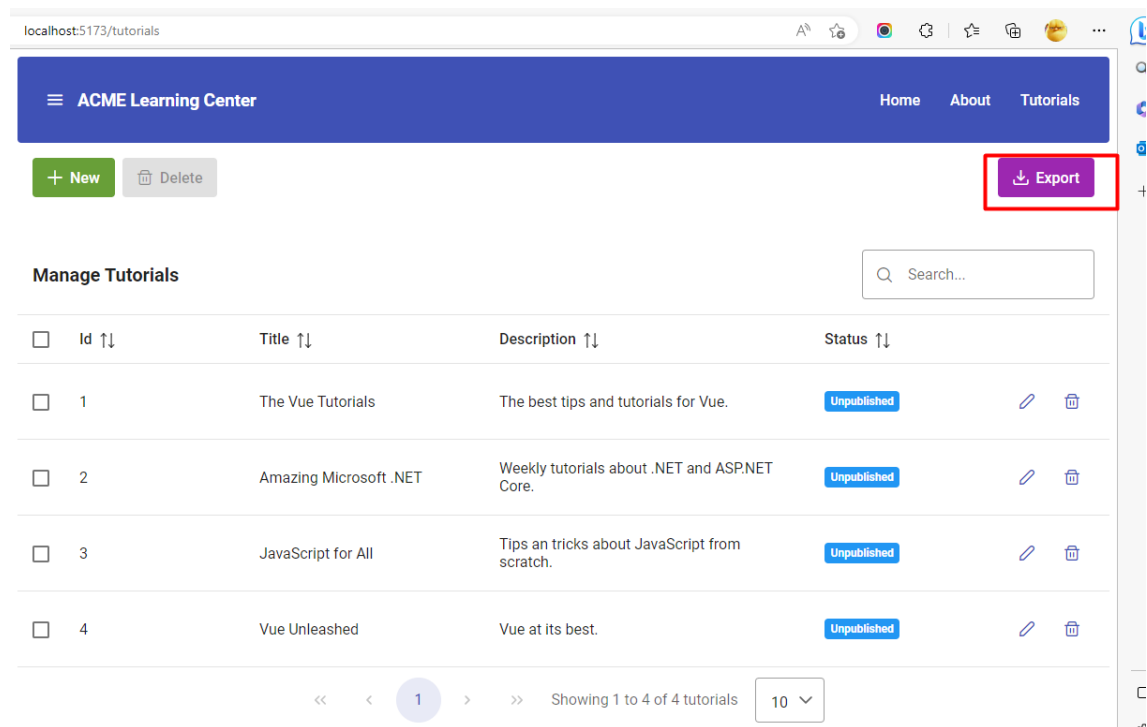 localhost:5173/tutorials
ACME Learning Center Home About Tutorials
New Delete Export
Manage Tutorials Search...
Id Title Description Status
1 The Vue Tutorials The best tips and tutorials for Vue. Unpublished
2 Amazing Microsoft .NET Weekly tutorials about .NET and ASP.NET
Core. Unpublished
3 JavaScript for All Tips an tricks about JavaScript from
scratch. Unpublished
4 Vue Unleashed Vue at its best. Unpublished
<< < 1 > >> Showing 1 to 4 of 4 tutorials 10